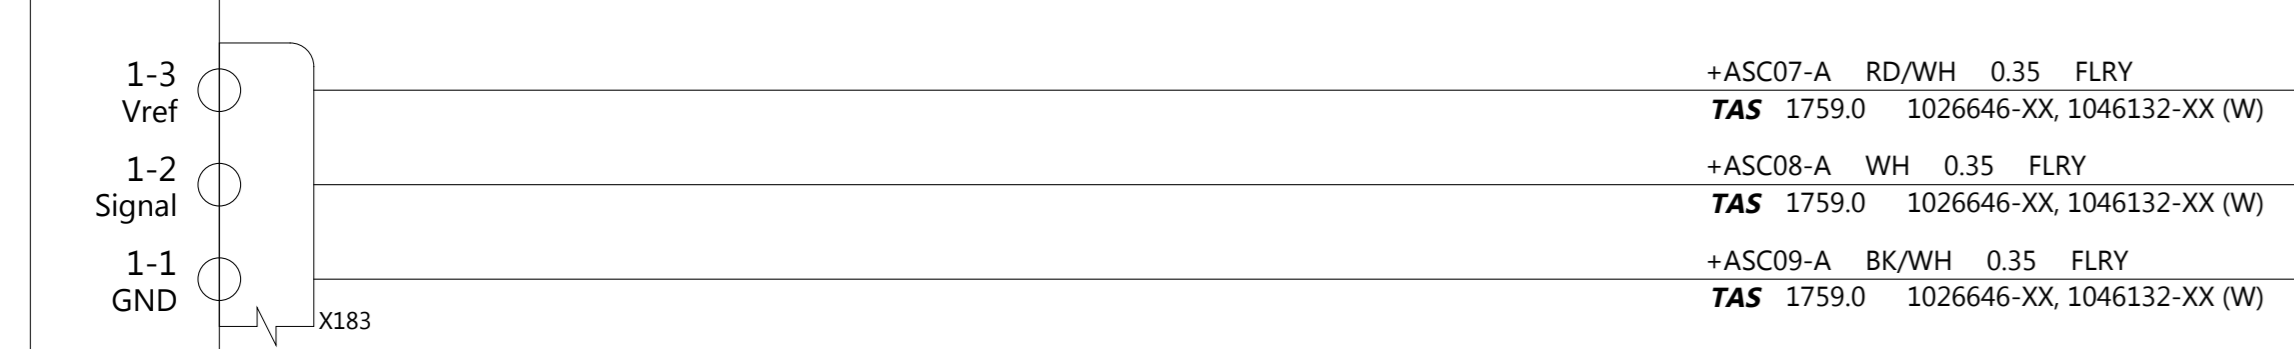 1-3
Vref
+ASC07-A RD/WH 0.35 FLRY
TAS 1759.0 1026646-XX, 1046132-XX (W)
1-2
Signal
+ASC08-A WH 0.35 FLRY
TAS 1759.0 1026646-XX, 1046132-XX (W)
1-1
GND
+ASC09-A BK/WH 0.35 FLRY
TAS 1759.0 1026646-XX, 1046132-XX (W)
X183